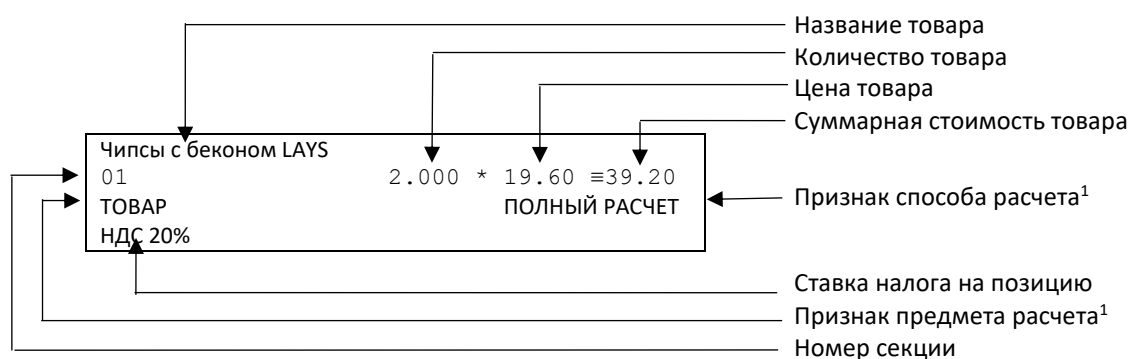 Название товара
Количество товара
Цена товара
Суммарная стоимость товара
Чипсы с беконом LAYS
01 2.000 * 19.60 ≡39.20
ТОВАР ПОЛНЫЙ РАСЧЕТ
НДС 20%
Признак способа расчета¹
Ставка налога на позицию
Признак предмета расчета¹
Номер секции